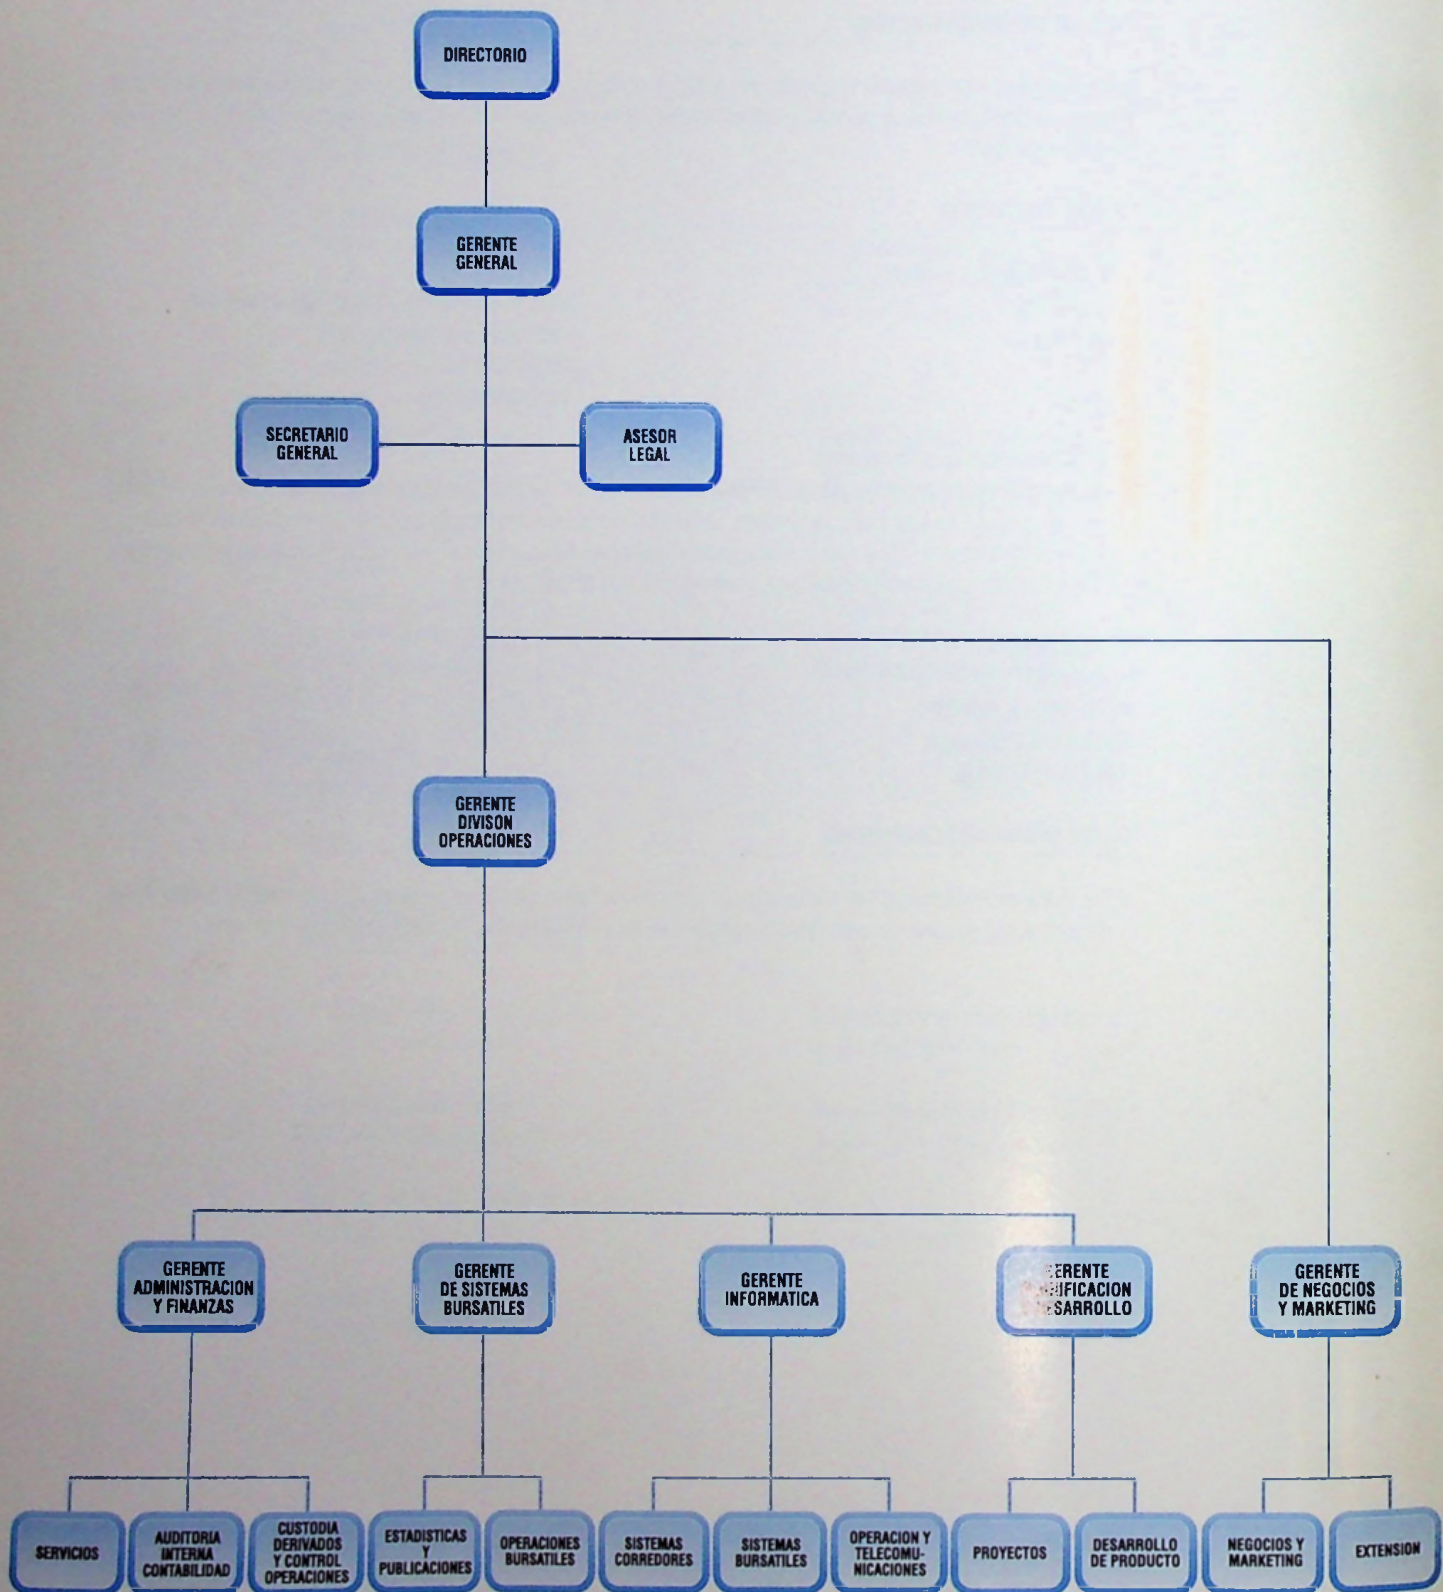 DIRECTORIO
GERENTE
GENERAL
SECRETARIO
GENERAL
ASESOR
LEGAL
GERENTE
DIVISON
OPERACIONES
GERENTE
ADMINISTRACION
Y FINANZAS
GERENTE
DE SISTEMAS
BURSATILES
GERENTE
INFORMATICA
GERENTE
DE NEGOCIOS
Y MARKETING
SERVICIOS
AUDITORIA
INTERNA
CONTABILIDAD
CUSTODIA
DERIVADOS
Y CONTROL
OPERACIONES
ESTADISTICAS
Y
PUBLICACIONES
OPERACIONES
BURSATILES
SISTEMAS
CORREDORES
SISTEMAS
BURSATILES
OPERACION Y
TELECOMU-
NICACIONES
PROYECTOS
DESARROLLO
DE PRODUCTO
NEGOCIOS Y
MARKETING
EXTENSION